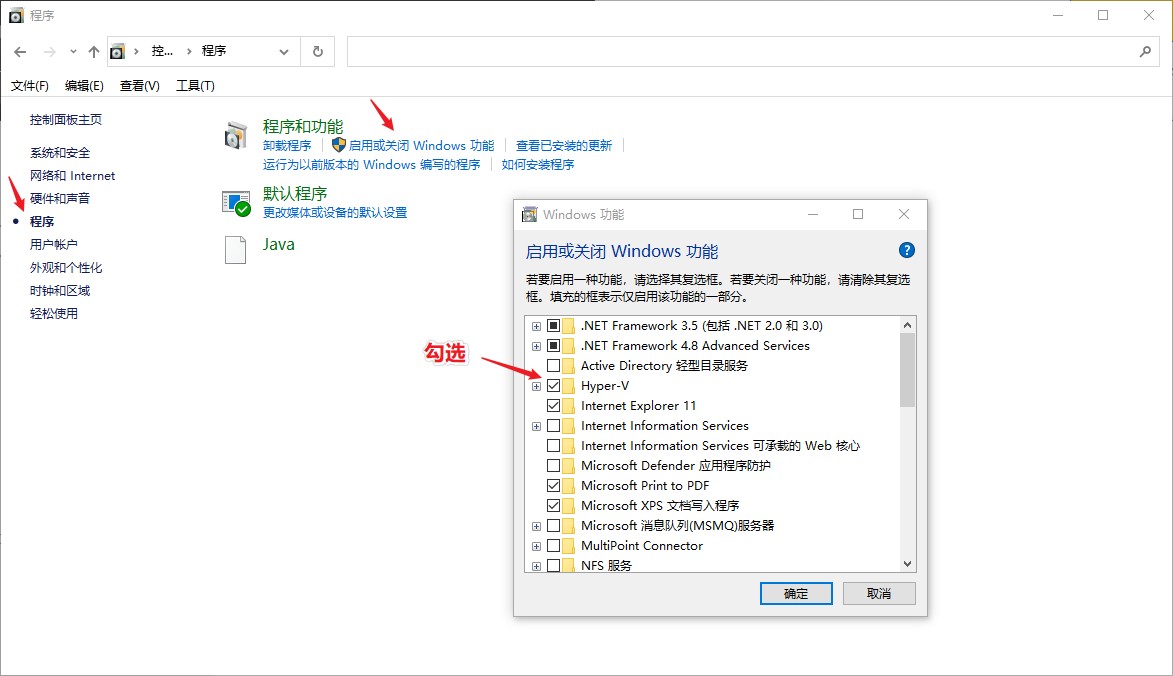 程序
控... 程序
文件(F) 编辑(E) 查看(V) 工具(T)
控制面板主页
系统和安全
网络和 Internet
硬件和声音
程序
用户帐户
外观和个性化
时钟和区域
轻松使用
程序和功能
卸载程序 启用或关闭 Windows 功能 查看已安装的更新
运行为以前版本的 Windows 编写的程序 如何安装程序
默认程序
更改媒体或设备的默认设置
Java
勾选
Windows 功能
启用或关闭 Windows 功能
若要启用一种功能，请选择其复选框。若要关闭一种功能，请清除其复选
框。填充的框表示仅启用该功能的一部分。
.NET Framework 3.5 (包括 .NET 2.0 和 3.0)
.NET Framework 4.8 Advanced Services
Active Directory 轻型目录服务
Hyper-V
Internet Explorer 11
Internet Information Services
Internet Information Services 可承载的 Web 核心
Microsoft Defender 应用程序防护
Microsoft Print to PDF
Microsoft XPS 文档写入程序
Microsoft 消息队列(MSMQ)服务器
MultiPoint Connector
NFS 服务
确定 取消